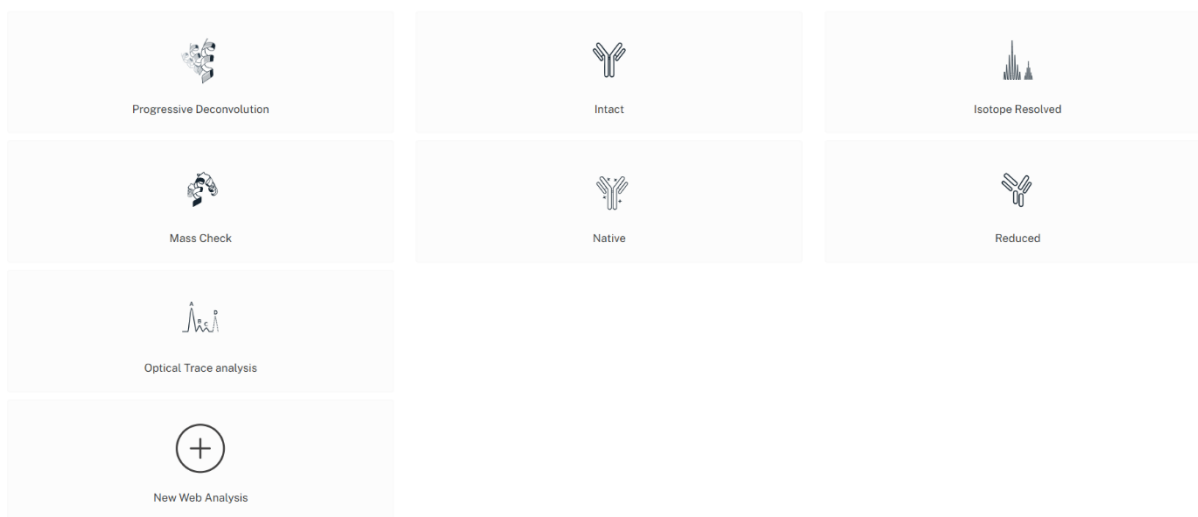 Progressive Deconvolution
Intact
Isotope Resolved
Mass Check
Native
Reduced
A
B
C
D
Optical Trace analysis
New Web Analysis